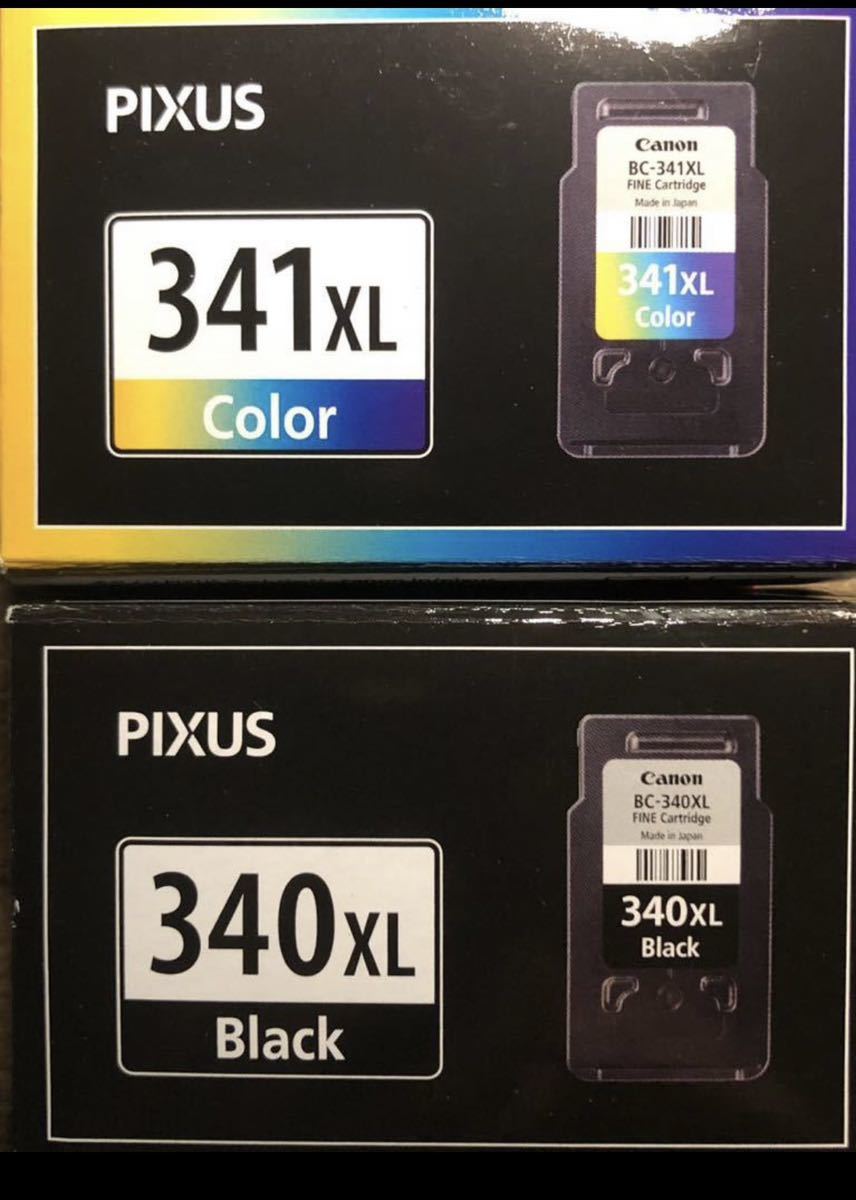 PIXUS
341XL
Color
Canon
BC-341XL
FINE Cartridge
Made in Japan
341XL
Color
PIXUS
340XL
Black
Canon
BC-340XL
FINE Cartridge
Made in Japan
340XL
Black